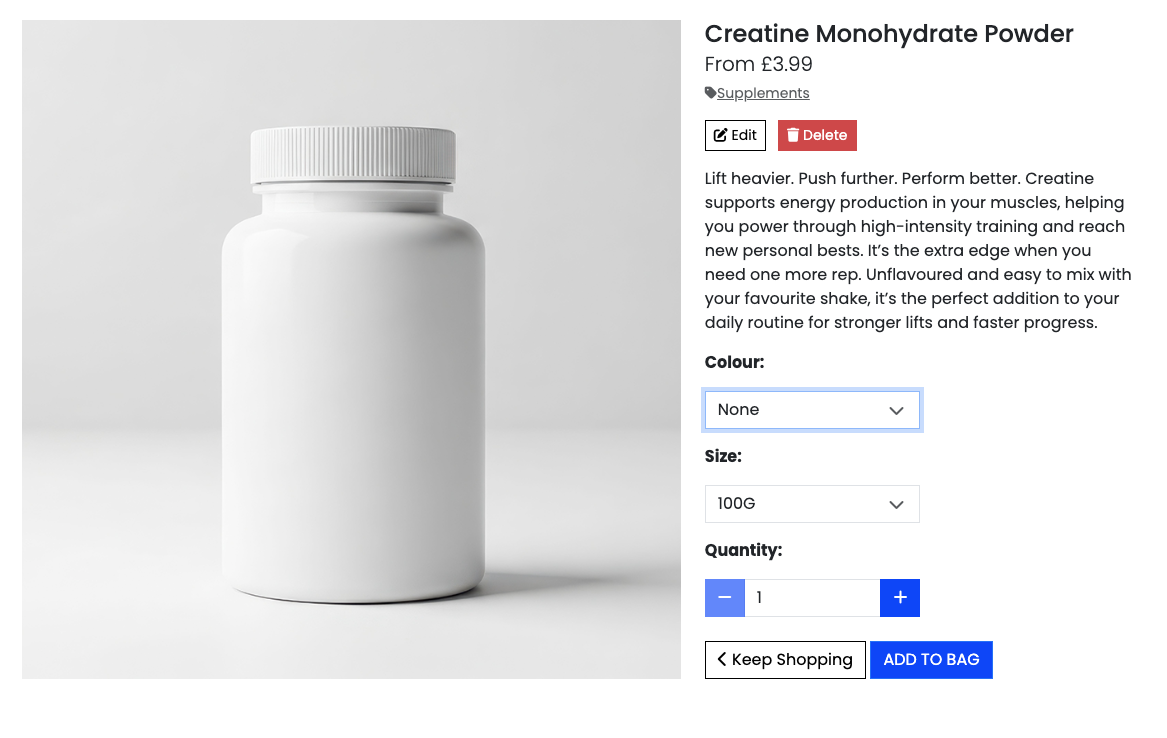 Creatine Monohydrate Powder
From £3.99
Supplements
Edit
Delete
Lift heavier. Push further. Perform better. Creatine
supports energy production in your muscles, helping
you power through high-intensity training and reach
new personal bests. It’s the extra edge when you
need one more rep. Unflavoured and easy to mix with
your favourite shake, it’s the perfect addition to your
daily routine for stronger lifts and faster progress.
Colour:
None
Size:
100G
Quantity:
1
Keep Shopping
ADD TO BAG